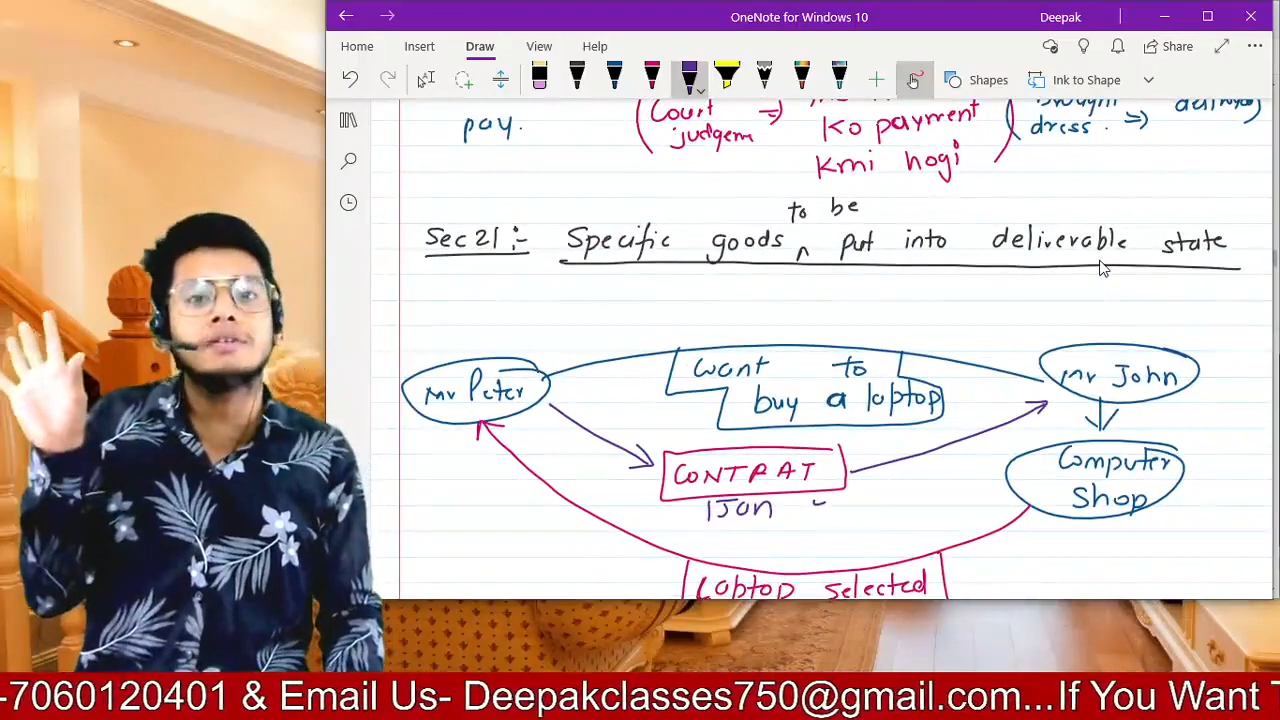 OneNote for Windows 10
Deepak
Home Insert Draw View Help
Share
Shapes
Ink to Shape
pay.
(Court judgem
Ko payment
Kmi hogi
dress.
to be
Sec 21 :- Specific goods ^ put into deliverable state
Mr Peter
want to
buy a laptop
Mr John
CONTRAT
1 Jan
Computer
Shop
Laptop selected
-7060120401 & Email Us- Deepakclasses750@gmail.com...If You Want T